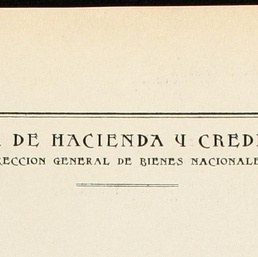 DE HACIENDA Y CREDI
RECCION GENERAL DE BIENES NACIONALE